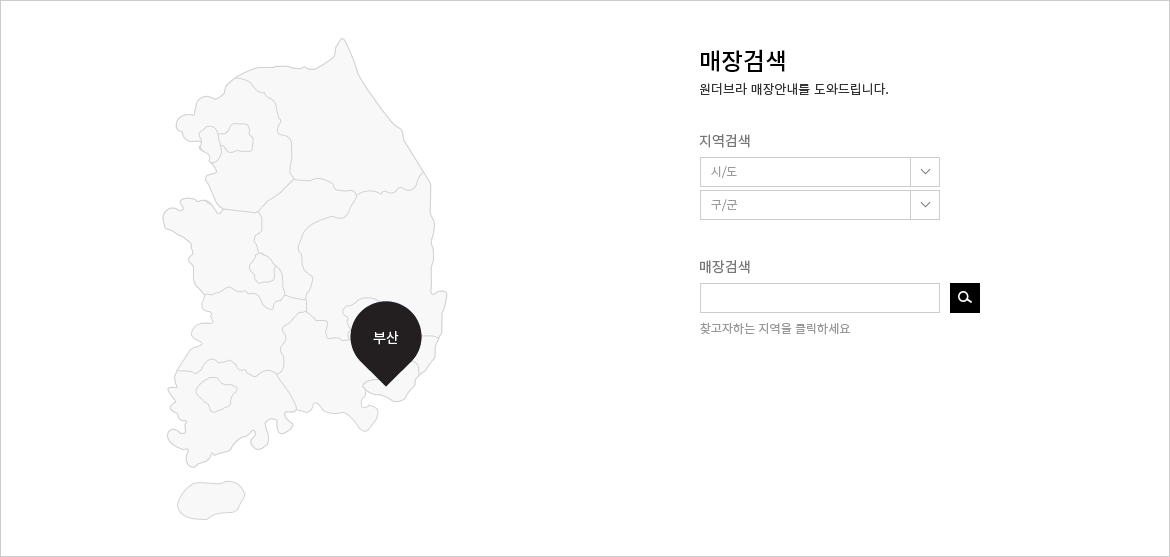 매장검색
원더브라 매장안내를 도와드립니다.
지역검색
시/도
구/군
부산
매장검색
찾고자하는 지역을 클릭하세요